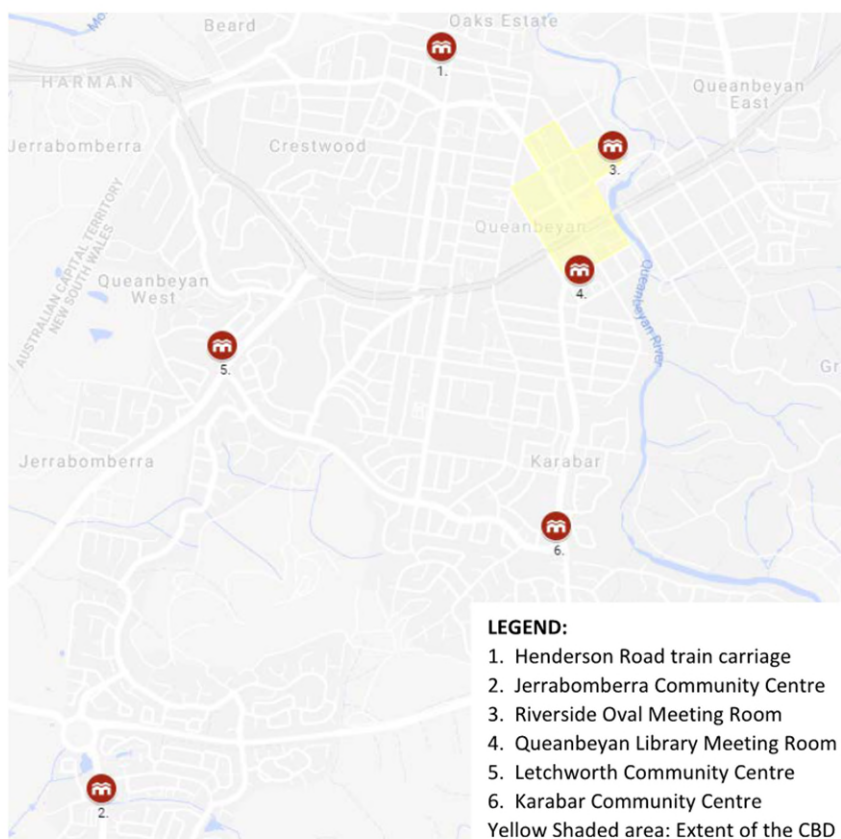 Oaks Estate
Beard
1.
HARMAN
Queanbeyan
East
Jerrabomberra
Crestwood
3.
AUSTRALIAN CAPITAL TERRITORY
NEW SOUTH WALES
Queanbeyan
Queanbeyan
West
4.
Queanbeyan River
5.
Jerrabomberra
Karabar
6.
LEGEND:
1. Henderson Road train carriage
2. Jerrabomberra Community Centre
3. Riverside Oval Meeting Room
4. Queanbeyan Library Meeting Room
5. Letchworth Community Centre
6. Karabar Community Centre
Yellow Shaded area: Extent of the CBD
2.